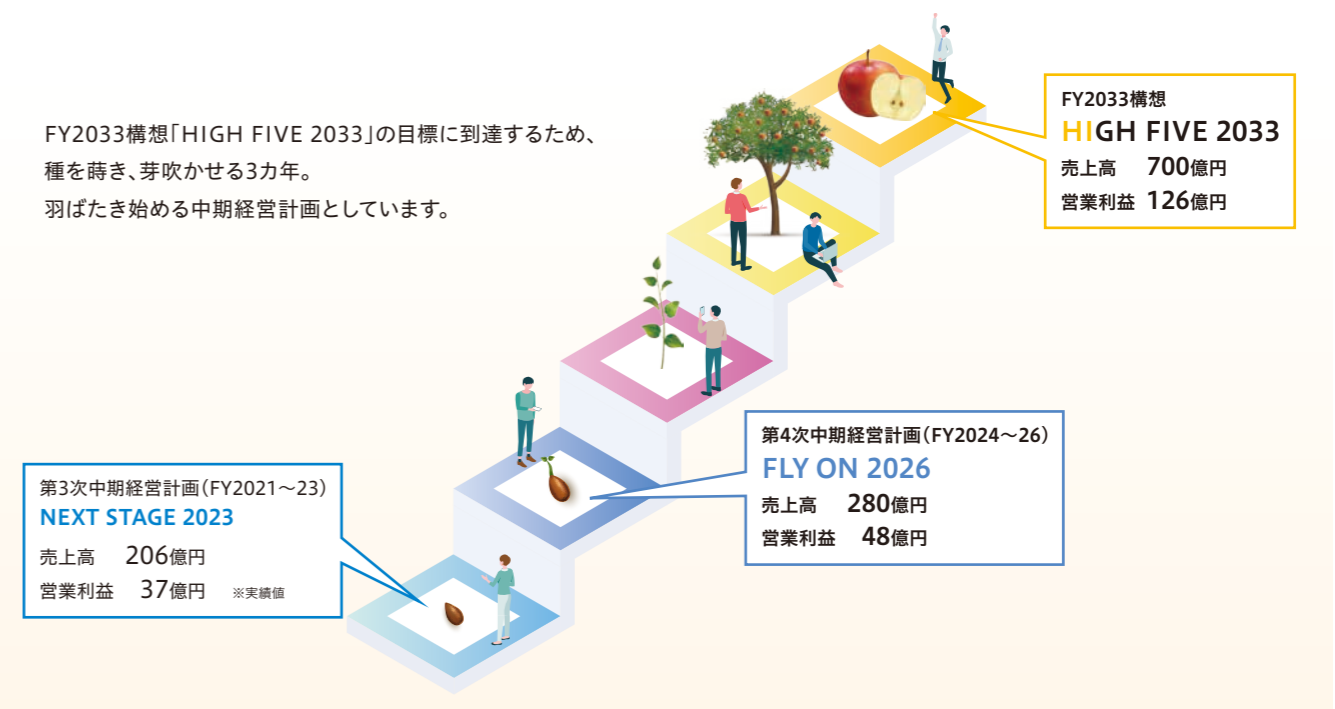 FY2033構想「HIGH FIVE 2033」の目標に到達するため、
種を蒔き、芽吹かせる3カ年。
羽ばたき始める中期経営計画としています。
FY2033構想
HIGH FIVE 2033
売上高 700億円
営業利益 126億円
第4次中期経営計画(FY2024～26)
FLY ON 2026
売上高 280億円
営業利益 48億円
第3次中期経営計画(FY2021～23)
NEXT STAGE 2023
売上高 206億円
営業利益 37億円 ※実績値